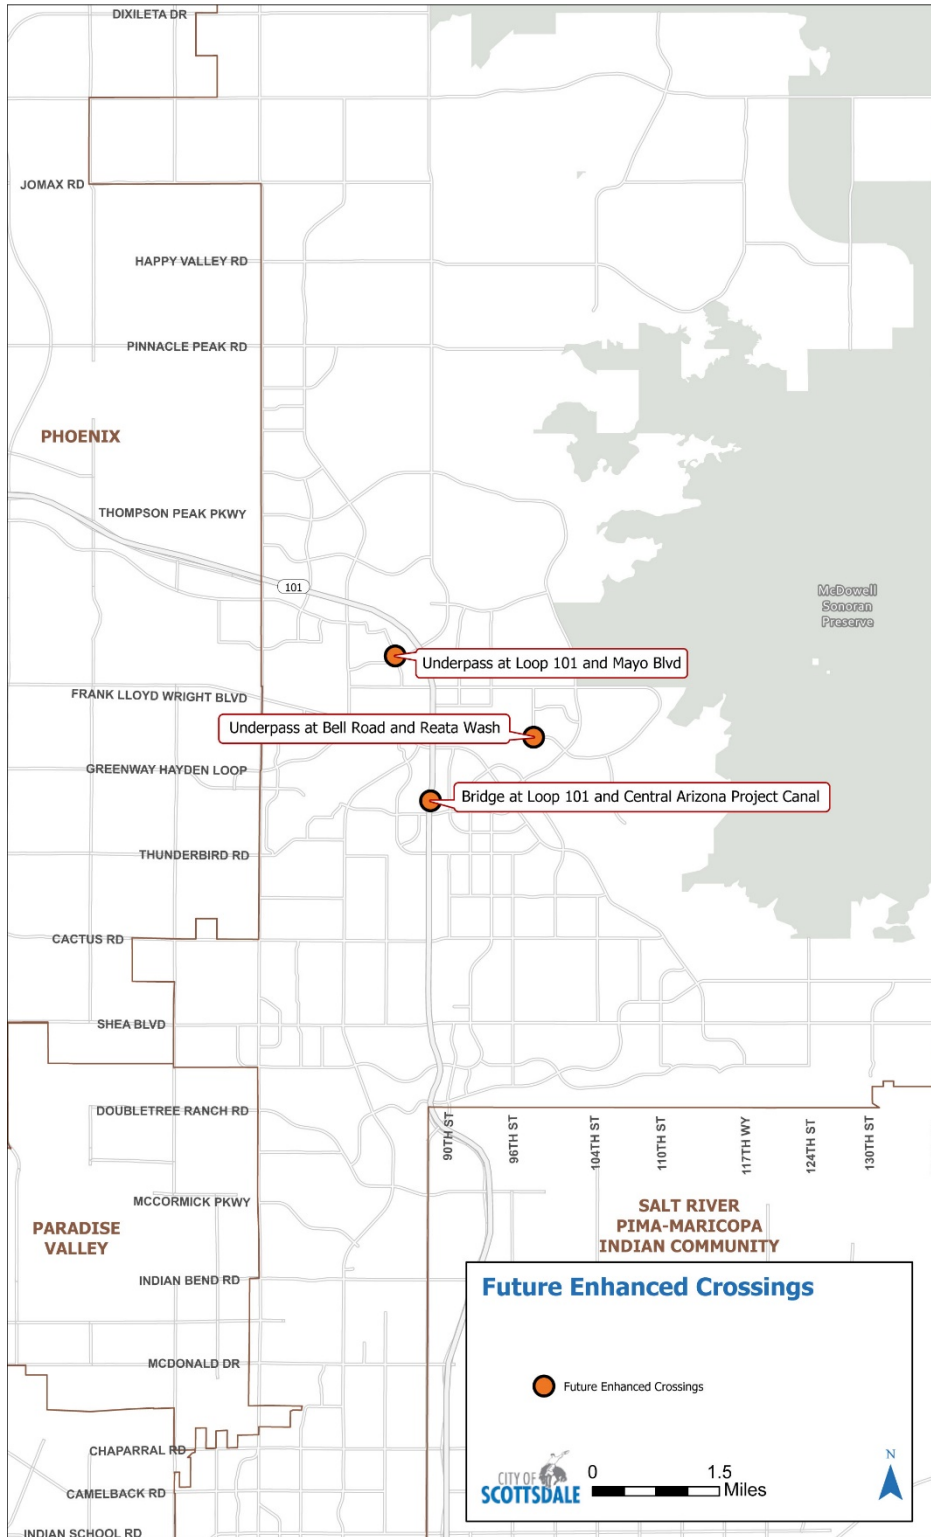 DIXILETA DR
JOMAX RD
HAPPY VALLEY RD
PINNACLE PEAK RD
PHOENIX
THOMPSON PEAK PKWY
101
McDowell
Sonoran
Preserve
Underpass at Loop 101 and Mayo Blvd
FRANK LLOYD WRIGHT BLVD
Underpass at Bell Road and Reata Wash
GREENWAY HAYDEN LOOP
Bridge at Loop 101 and Central Arizona Project Canal
THUNDERBIRD RD
CACTUS RD
SHEA BLVD
DOUBLETREE RANCH RD
90TH ST
96TH ST
104TH ST
110TH ST
117TH WY
124TH ST
130TH ST
MCCORMICK PKWY
PARADISE
VALLEY
SALT RIVER
PIMA-MARICOPA
INDIAN COMMUNITY
INDIAN BEND RD
MCDONALD DR
CHAPARRAL RD
CAMELBACK RD
INDIAN SCHOOL RD
Future Enhanced Crossings
Future Enhanced Crossings
CITY OF
SCOTTSDALE
0 1.5
Miles
N